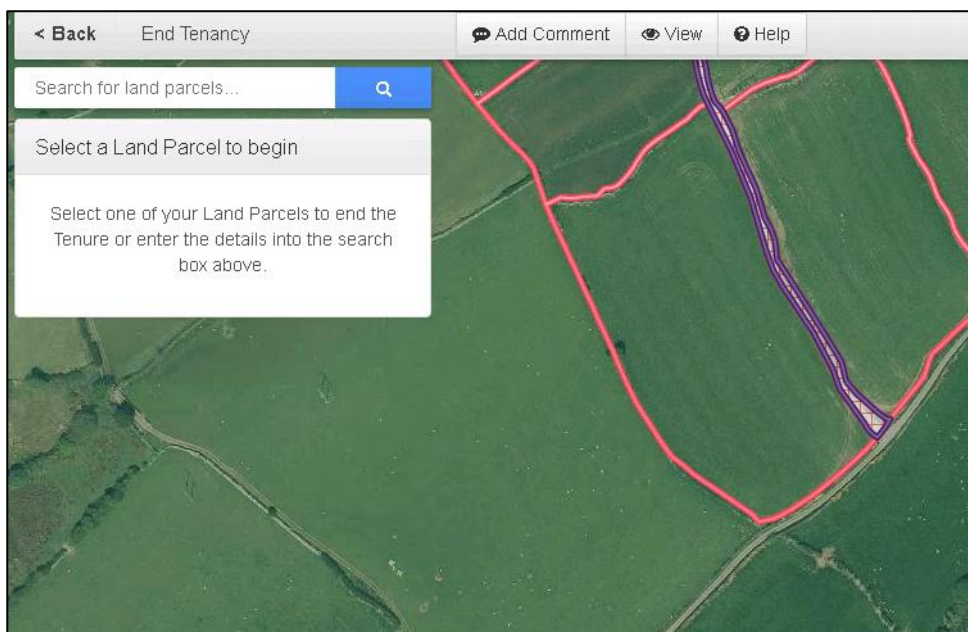 < Back End Tenancy Add Comment View Help
Search for land parcels...
Select a Land Parcel to begin
Select one of your Land Parcels to end the
Tenure or enter the details into the search
box above.